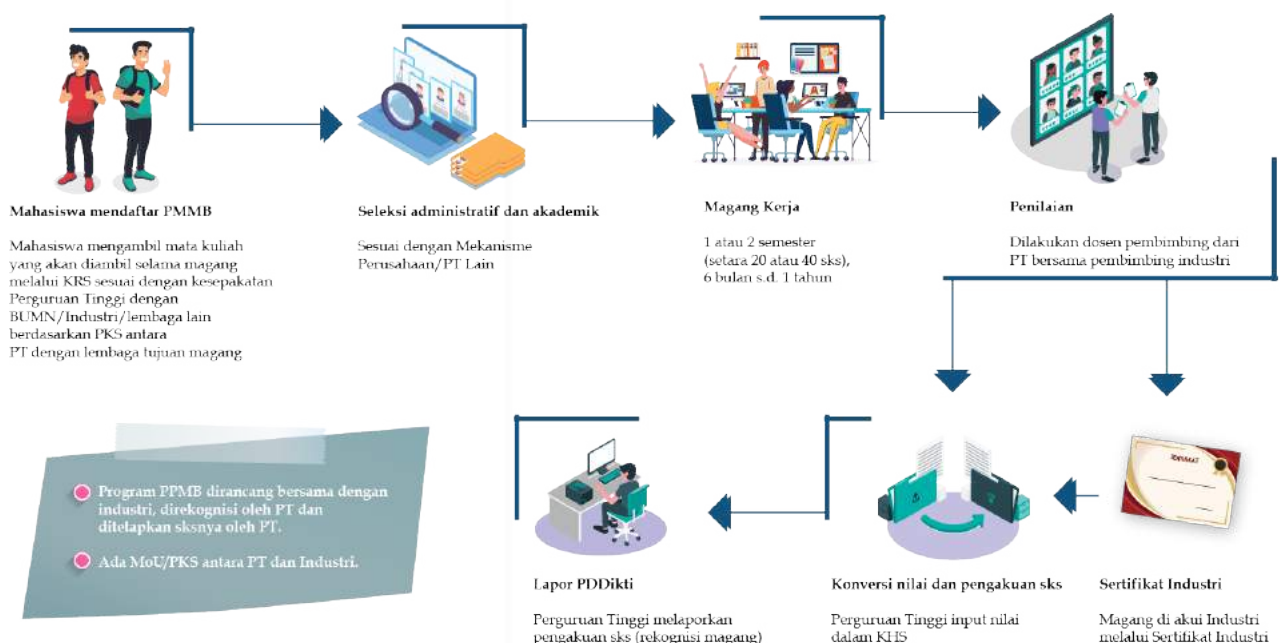 Mahasiswa mendaftar PMMB
Mahasiswa mengambil mata kuliah
yang akan diambil selama magang
melalui KRS sesuai dengan kesepakatan
Perguruan Tinggi dengan
BUMN/Industri/lembaga lain
berdasarkan PKS antara
PT dengan lembaga tujuan magang
Seleksi administratif dan akademik
Sesuai dengan Mekanisme
Perusahaan/PT Lain
Magang Kerja
1 atau 2 semester
(setara 20 atau 40 sks),
6 bulan s.d. 1 tahun
Penilaian
Dilakukan dosen pembimbing dari
PT bersama pembimbing industri
Program PPMB dirancang bersama dengan
industri, direkognisi oleh PT dan
ditetapkan sksnya oleh PT.
Ada MoU/PKS antara PT dan Industri.
Lapor PDDikti
Perguruan Tinggi melaporkan
pengakuan sks (rekognisi magang)
Konversi nilai dan pengakuan sks
Perguruan Tinggi input nilai
dalam KHS
Sertifikat Industri
Magang di akui Industri
melalui Sertifikat Industri